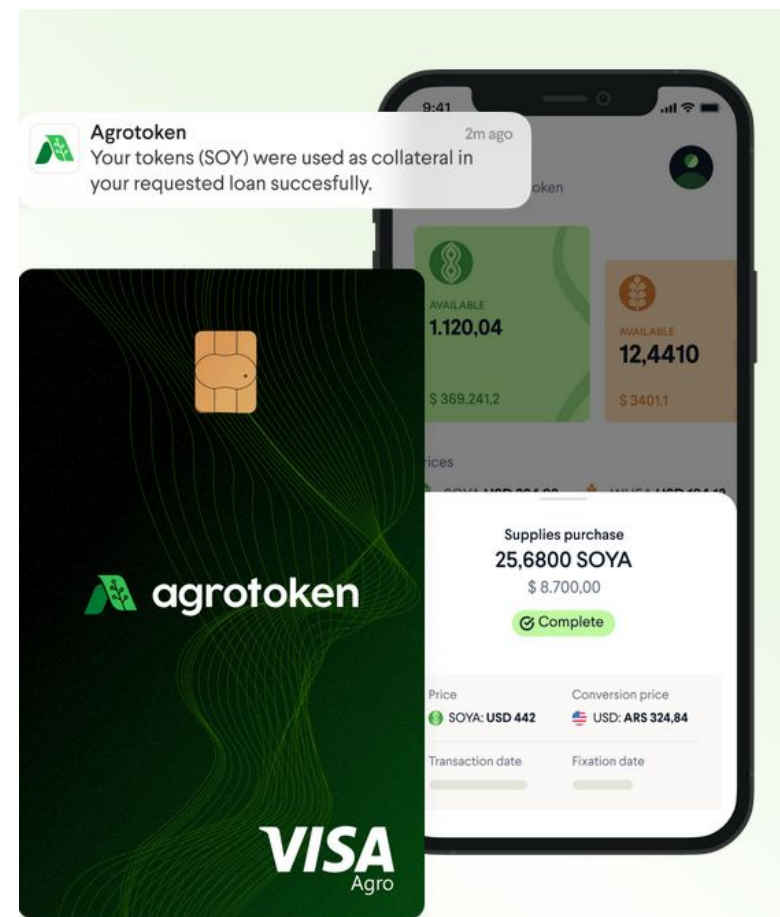 9:41
Agrotoken
2m ago
Your tokens (SOY) were used as collateral in
your requested loan succesfully.
oken
AVAILABLE
1.120,04
$ 369.241,2
AVAILABLE
12,4410
$ 3401,1
rices
Supplies purchase
25,6800 SOYA
$ 8.700,00
Complete
Price
SOYA: USD 442
Conversion price
USD: ARS 324,84
Transaction date
Fixation date
agrotoken
VISA
Agro